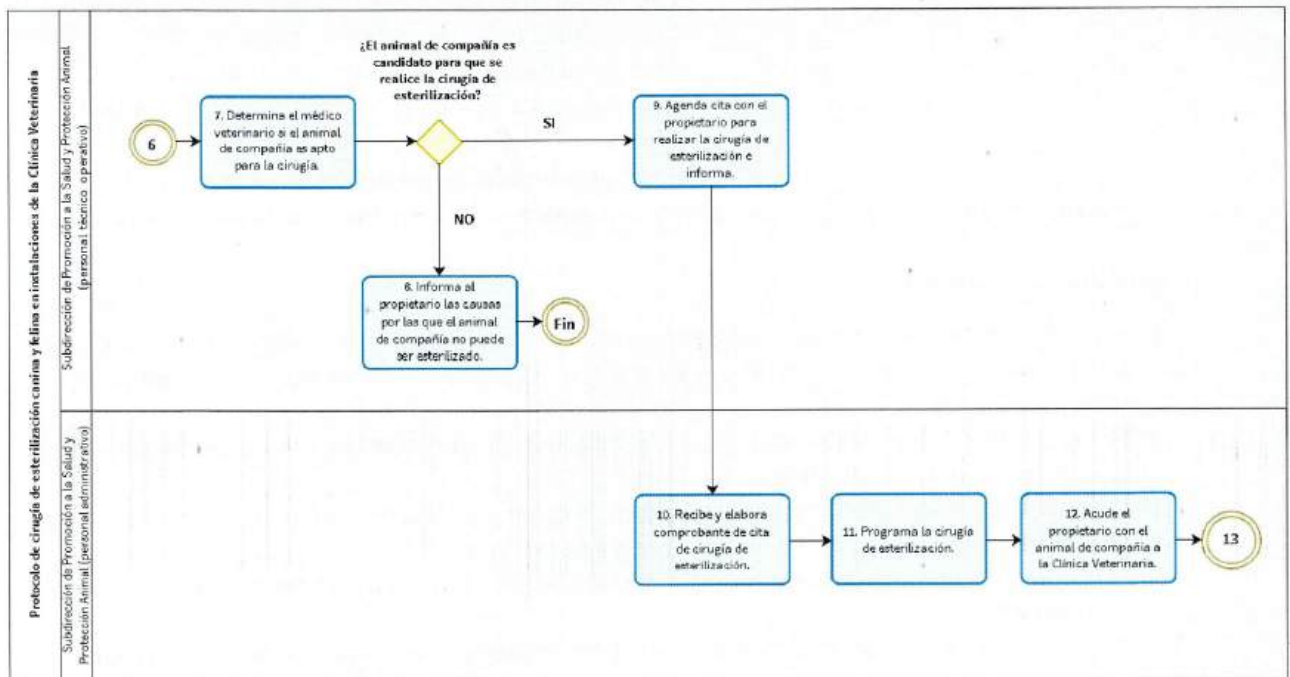 Protocolo de cirugía de esterilización canina y felina en instalaciones de la Clínica Veterinaria
Subdirección de Promoción a la Salud y Protección Animal
(personal técnico operativo)
6
7. Determina el médico
veterinario si el animal
de compañía es apto
para la cirugía.
¿El animal de compañía es
candidato para que se
realice la cirugía de
esterilización?
SI
9. Agenda cita con el
propietario para
realizar la cirugía de
esterilización e
informa.
NO
8. Informa al
propietario las causas
por las que el animal
de compañía no puede
ser esterilizado.
Fin
Subdirección de Promoción a la Salud y
Protección Animal (personal administrativo)
10. Recibe y elabora
comprobante de cita
de cirugía de
esterilización.
11. Programa la cirugía
de esterilización.
12. Acude el
propietario con el
animal de compañía a
la Clínica Veterinaria.
13